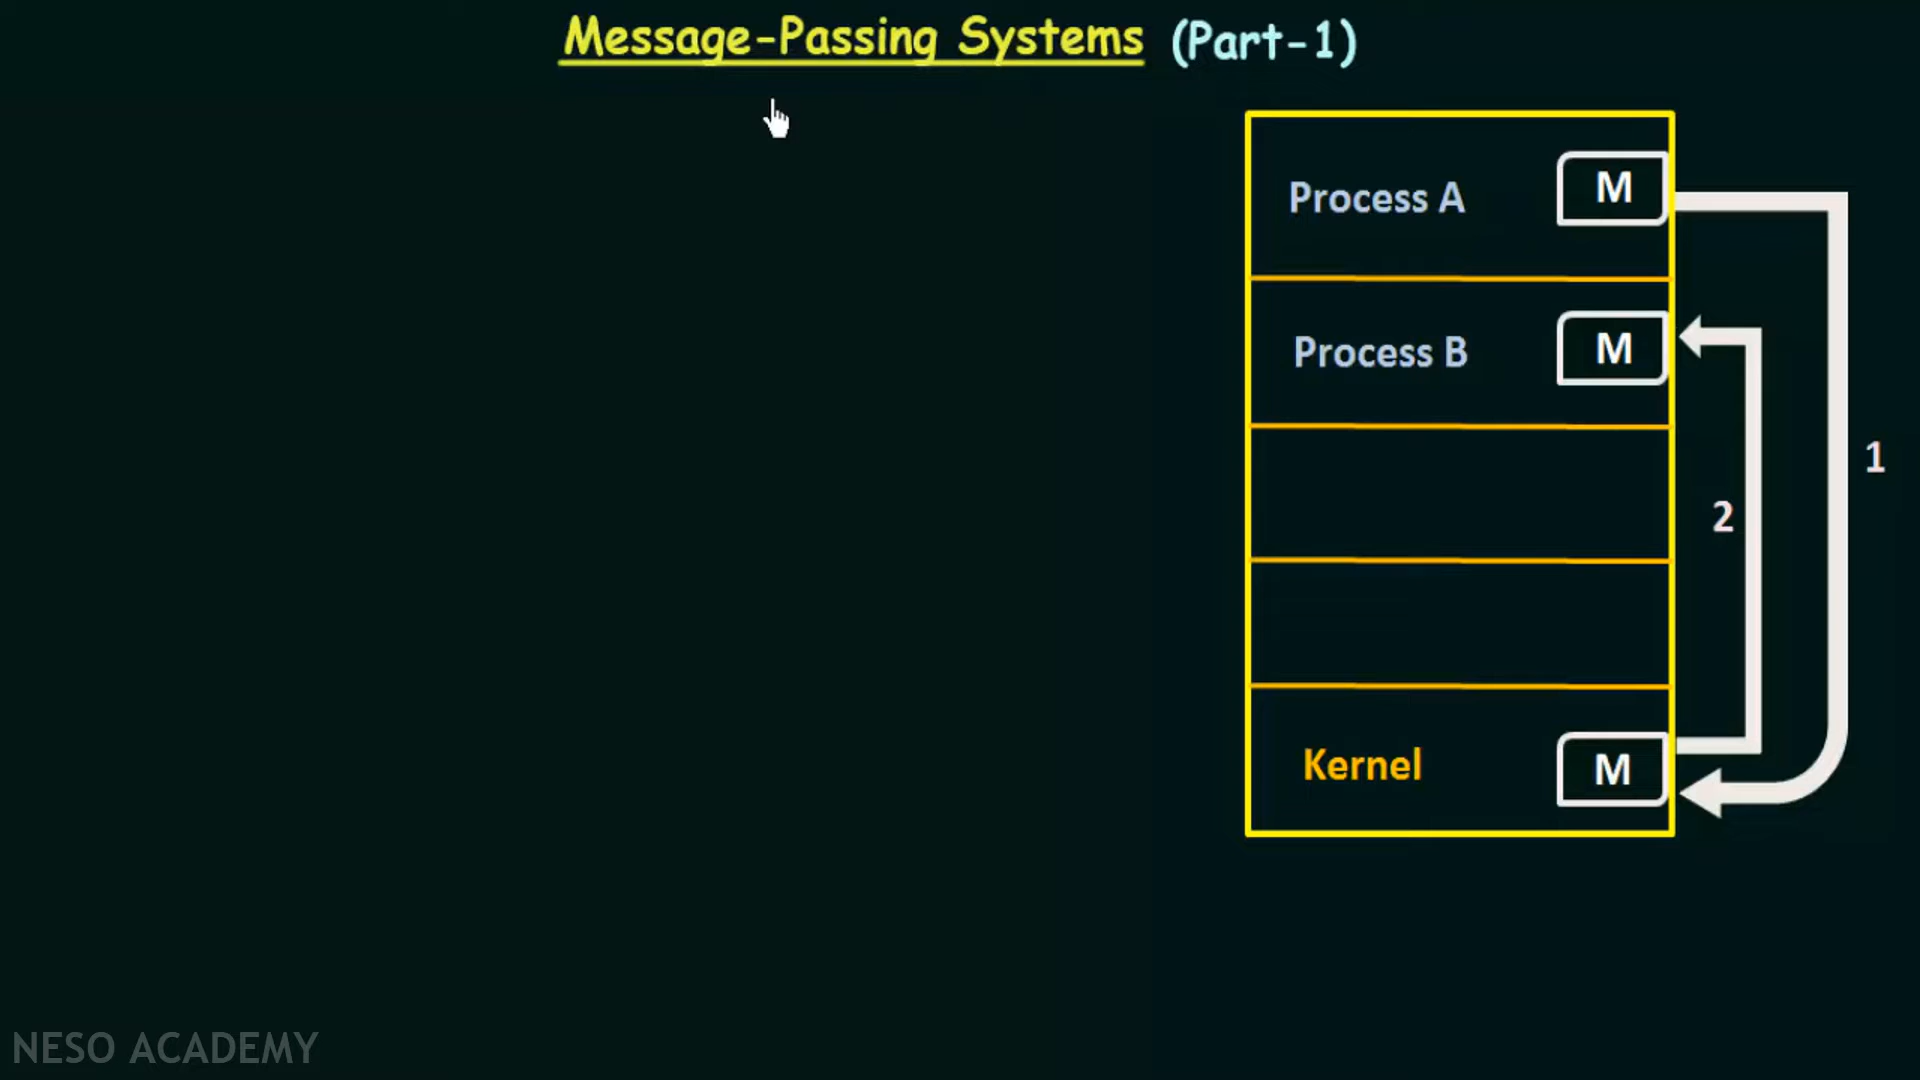 Message-Passing Systems (Part-1)
Process A M
Process B M
1
2
Kernel M
NESO ACADEMY